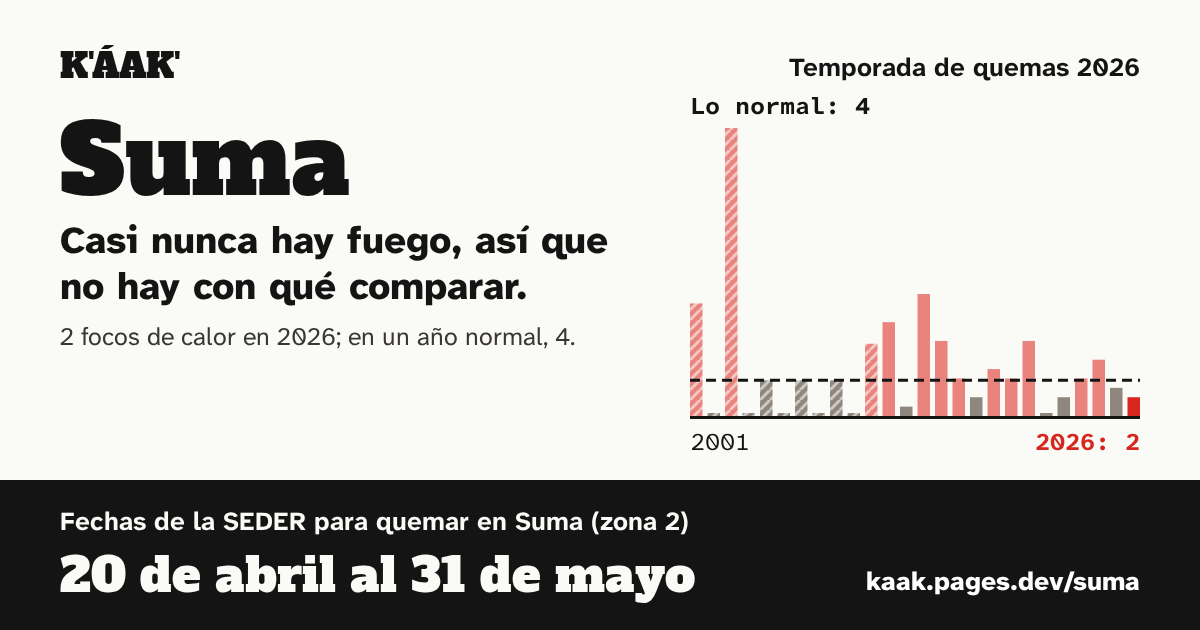 K'ÁAK'
Suma
Casi nunca hay fuego, así que
no hay con qué comparar.
2 focos de calor en 2026; en un año normal, 4.
Temporada de quemas 2026
Lo normal: 4
2001
2026: 2
Fechas de la SEDER para quemar en Suma (zona 2)
20 de abril al 31 de mayo
kaak.pages.dev/suma